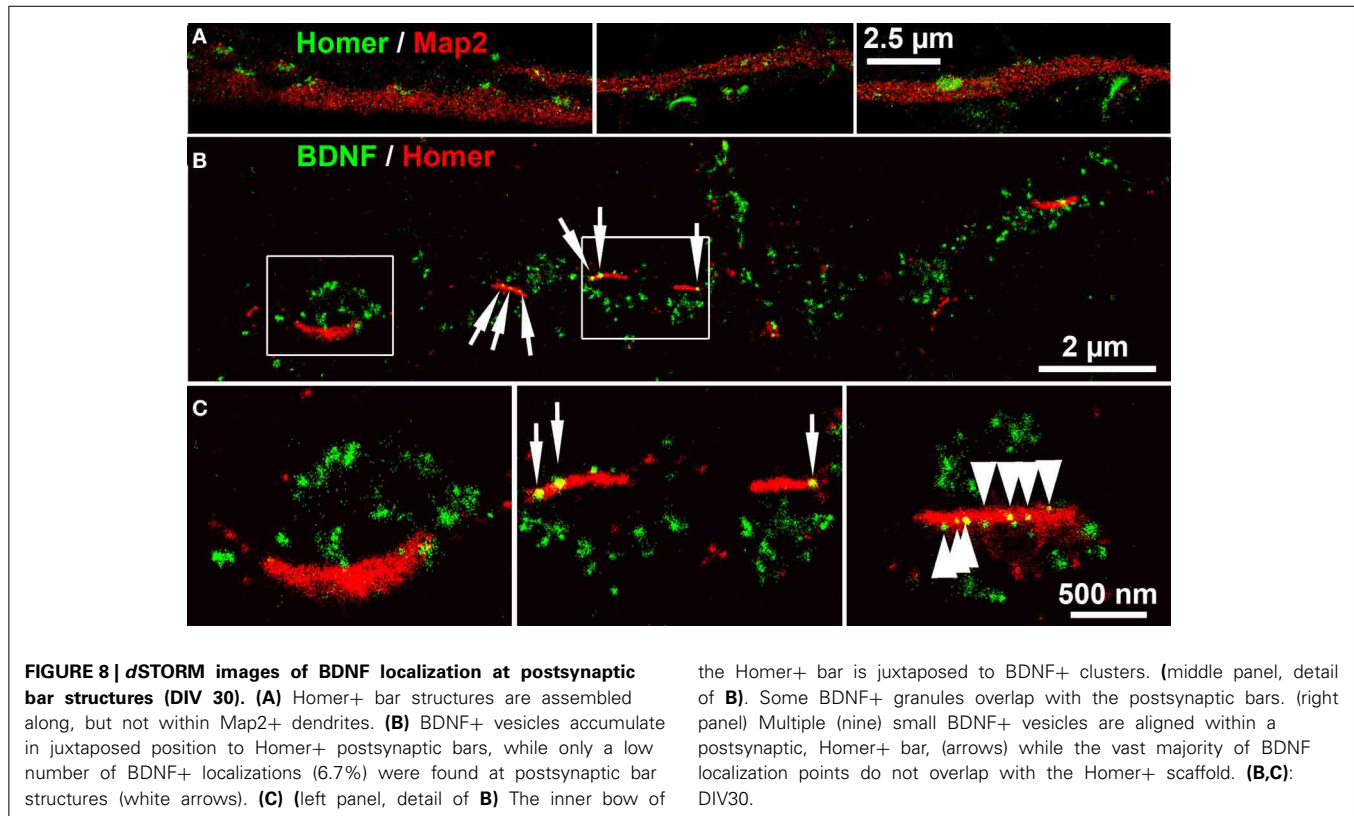 A
Homer / Map2
2.5 µm
B
BDNF / Homer
2 µm
C
500 nm
FIGURE 8 | dSTORM images of BDNF localization at postsynaptic
bar structures (DIV 30). (A) Homer+ bar structures are assembled
along, but not within Map2+ dendrites. (B) BDNF+ vesicles accumulate
in juxtaposed position to Homer+ postsynaptic bars, while only a low
number of BDNF+ localizations (6.7%) were found at postsynaptic bar
structures (white arrows). (C) (left panel, detail of B) The inner bow of
the Homer+ bar is juxtaposed to BDNF+ clusters. (middle panel, detail
of B). Some BDNF+ granules overlap with the postsynaptic bars. (right
panel) Multiple (nine) small BDNF+ vesicles are aligned within a
postsynaptic, Homer+ bar, (arrows) while the vast majority of BDNF
localization points do not overlap with the Homer+ scaffold. (B,C):
DIV30.